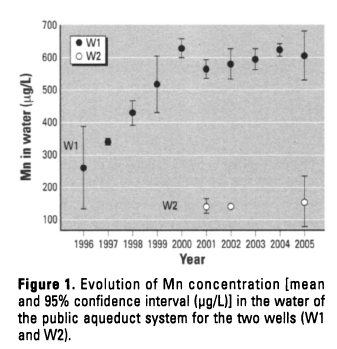 700
600
500
400
300
200
100
Mn in water (µg/L)
W1
W2
W1
W2
1996 1997 1998 1999 2000 2001 2002 2003 2004 2005
Year
Figure 1. Evolution of Mn concentration [mean
and 95% confidence interval (µg/L)] in the water of
the public aqueduct system for the two wells (W1
and W2).